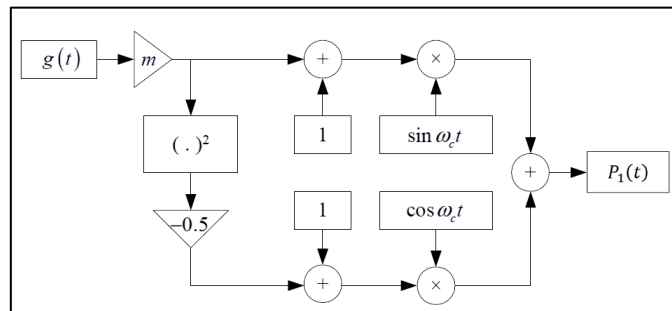 g(t)
m
+
×
( . )²
1
sin ω_c t
+
P₁(t)
1
cos ω_c t
−0.5
+
×